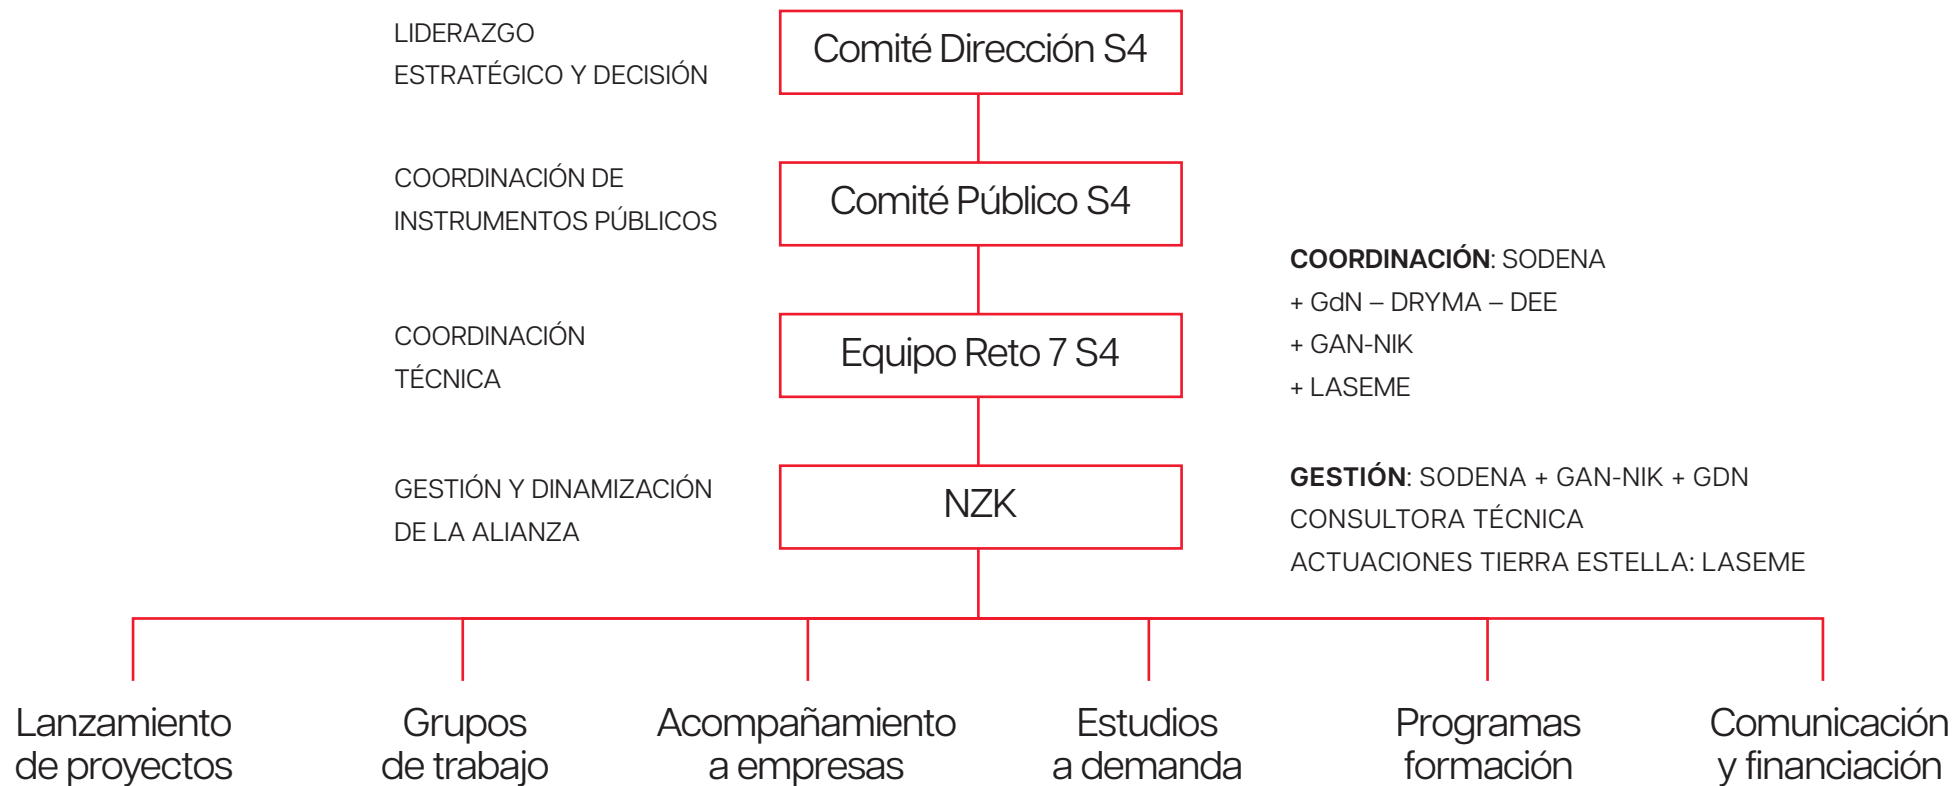 LIDERAZGO
ESTRATÉGICO Y DECISIÓN
Comité Dirección S4
COORDINACIÓN DE
INSTRUMENTOS PÚBLICOS
Comité Público S4
COORDINACIÓN
TÉCNICA
Equipo Reto 7 S4
COORDINACIÓN: SODENA
+ GdN – DRYMA – DEE
+ GAN-NIK
+ LASEME
GESTIÓN Y DINAMIZACIÓN
DE LA ALIANZA
NZK
GESTIÓN: SODENA + GAN-NIK + GDN
CONSULTORA TÉCNICA
ACTUACIONES TIERRA ESTELLA: LASEME
Lanzamiento
de proyectos
Grupos
de trabajo
Acompañamiento
a empresas
Estudios
a demanda
Programas
formación
Comunicación
y financiación